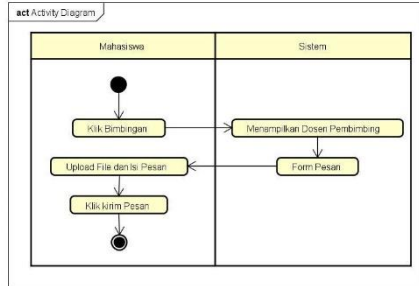 act Activity Diagram
Mahasiswa
Sistem
Klik Bimbingan
Menampilkan Dosen Pembimbing
Upload File dan Isi Pesan
Form Pesan
Klik kirim Pesan